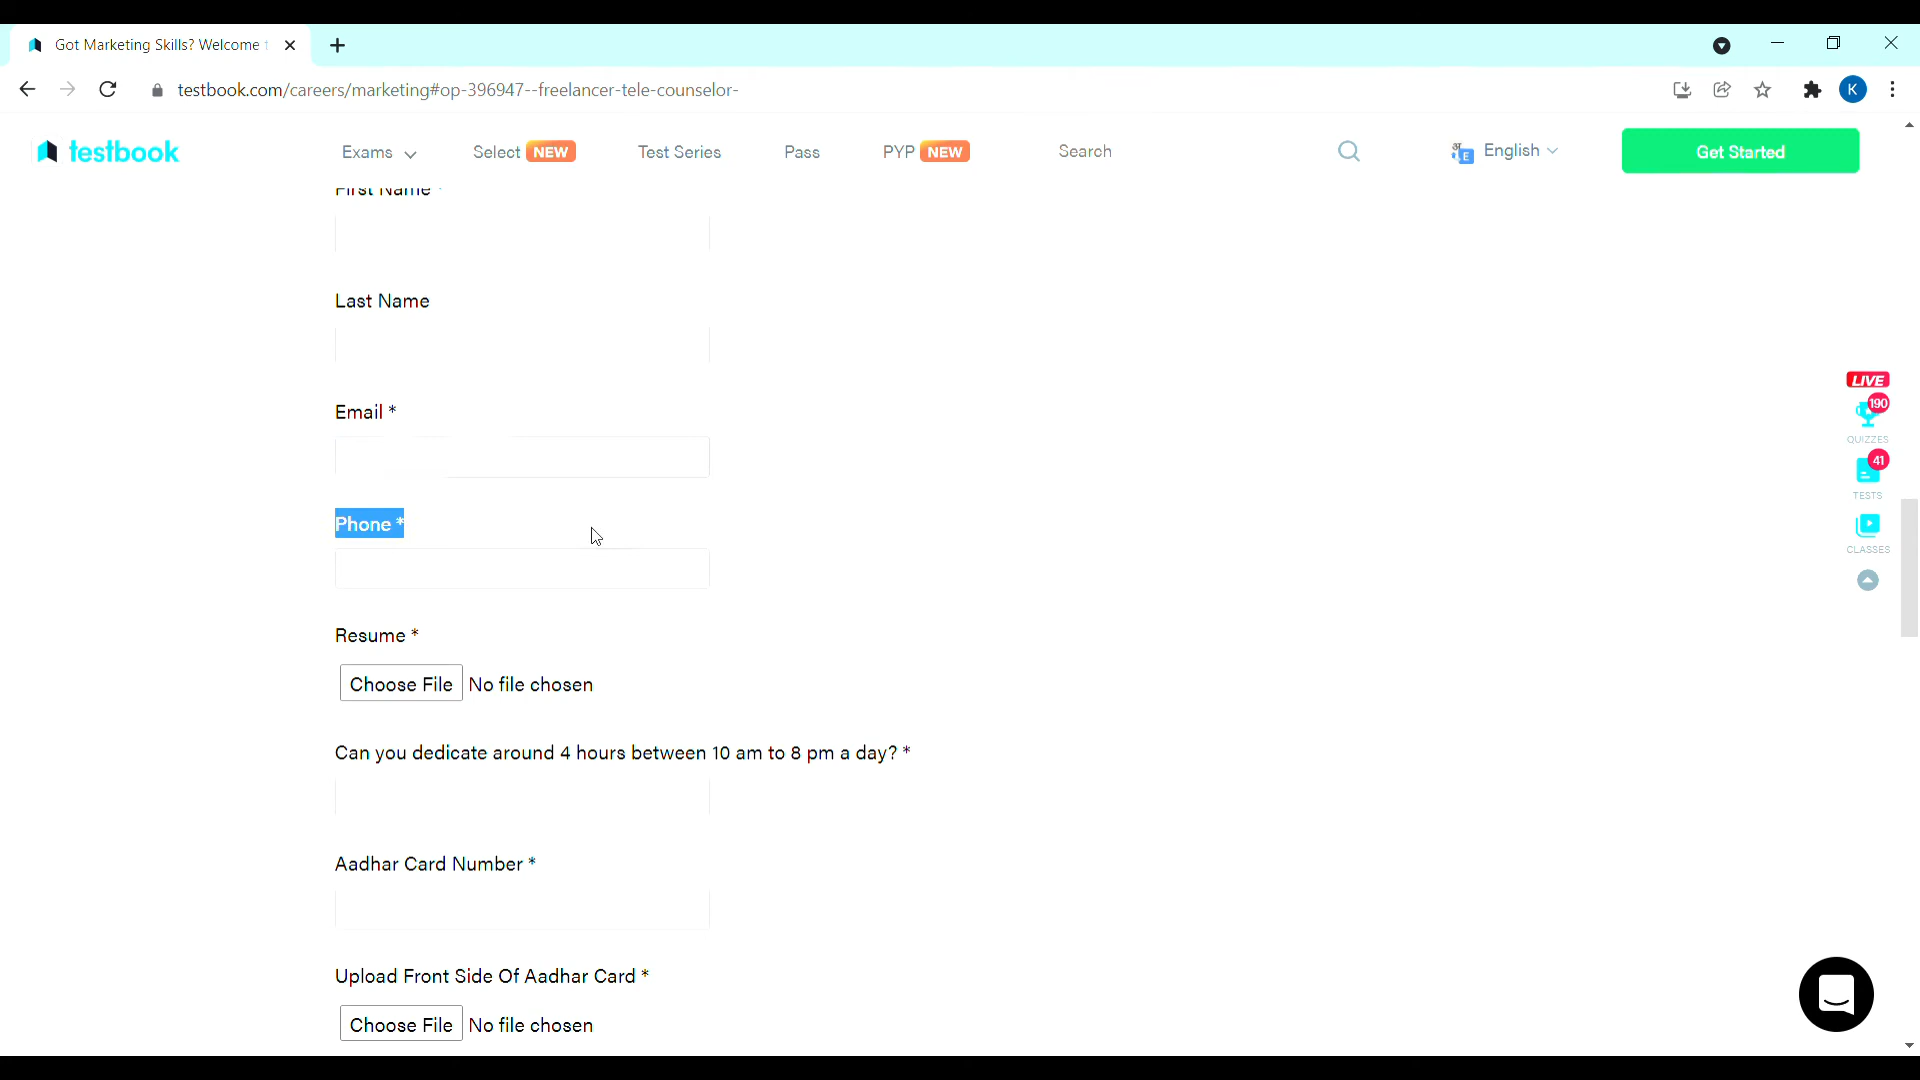 Got Marketing Skills? Welcome
testbook.com/careers/marketing#op-396947--freelancer-tele-counselor-
K
testbook
Exams
Select NEW
Test Series
Pass
PYP NEW
Search
अ E English
Get Started
First Name *
Last Name
Email *
Phone *
Resume *
Choose File No file chosen
Can you dedicate around 4 hours between 10 am to 8 pm a day? *
Aadhar Card Number *
Upload Front Side Of Aadhar Card *
Choose File No file chosen
LIVE
190
QUIZZES
41
TESTS
CLASSES